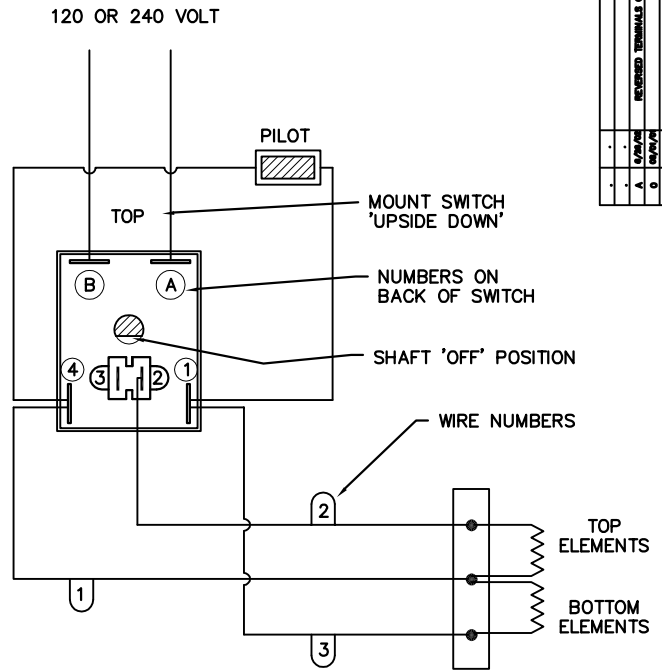 120 OR 240 VOLT
REVERSED TERMINALS
A
O
PILOT
TOP
MOUNT SWITCH
'UPSIDE DOWN'
B
A
NUMBERS ON
BACK OF SWITCH
SHAFT 'OFF' POSITION
4
3
2
1
WIRE NUMBERS
2
TOP
ELEMENTS
1
BOTTOM
ELEMENTS
3